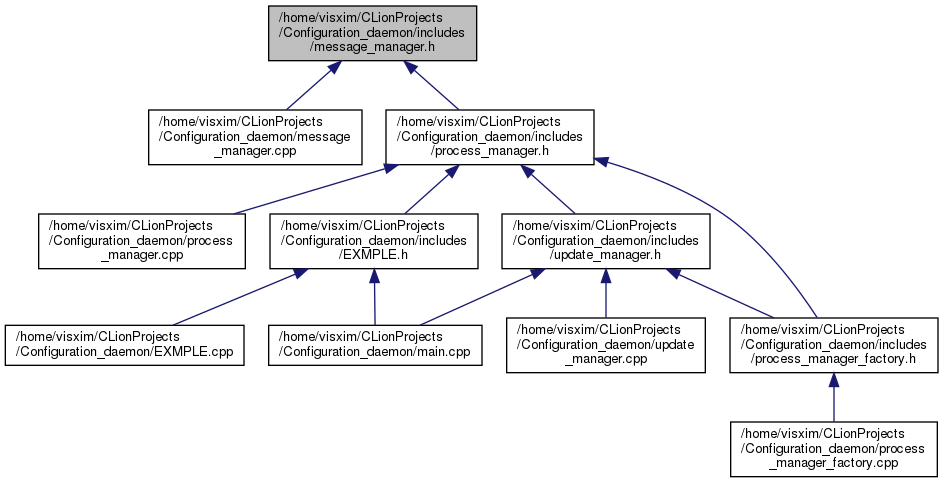 /home/visxim/CLionProjects
/Configuration_daemon/includes
/message_manager.h
/home/visxim/CLionProjects
/Configuration_daemon/message
_manager.cpp
/home/visxim/CLionProjects
/Configuration_daemon/includes
/process_manager.h
/home/visxim/CLionProjects
/Configuration_daemon/process
_manager.cpp
/home/visxim/CLionProjects
/Configuration_daemon/includes
/EXMPLE.h
/home/visxim/CLionProjects
/Configuration_daemon/includes
/update_manager.h
/home/visxim/CLionProjects
/Configuration_daemon/EXMPLE.cpp
/home/visxim/CLionProjects
/Configuration_daemon/main.cpp
/home/visxim/CLionProjects
/Configuration_daemon/update
_manager.cpp
/home/visxim/CLionProjects
/Configuration_daemon/includes
/process_manager_factory.h
/home/visxim/CLionProjects
/Configuration_daemon/process
_manager_factory.cpp